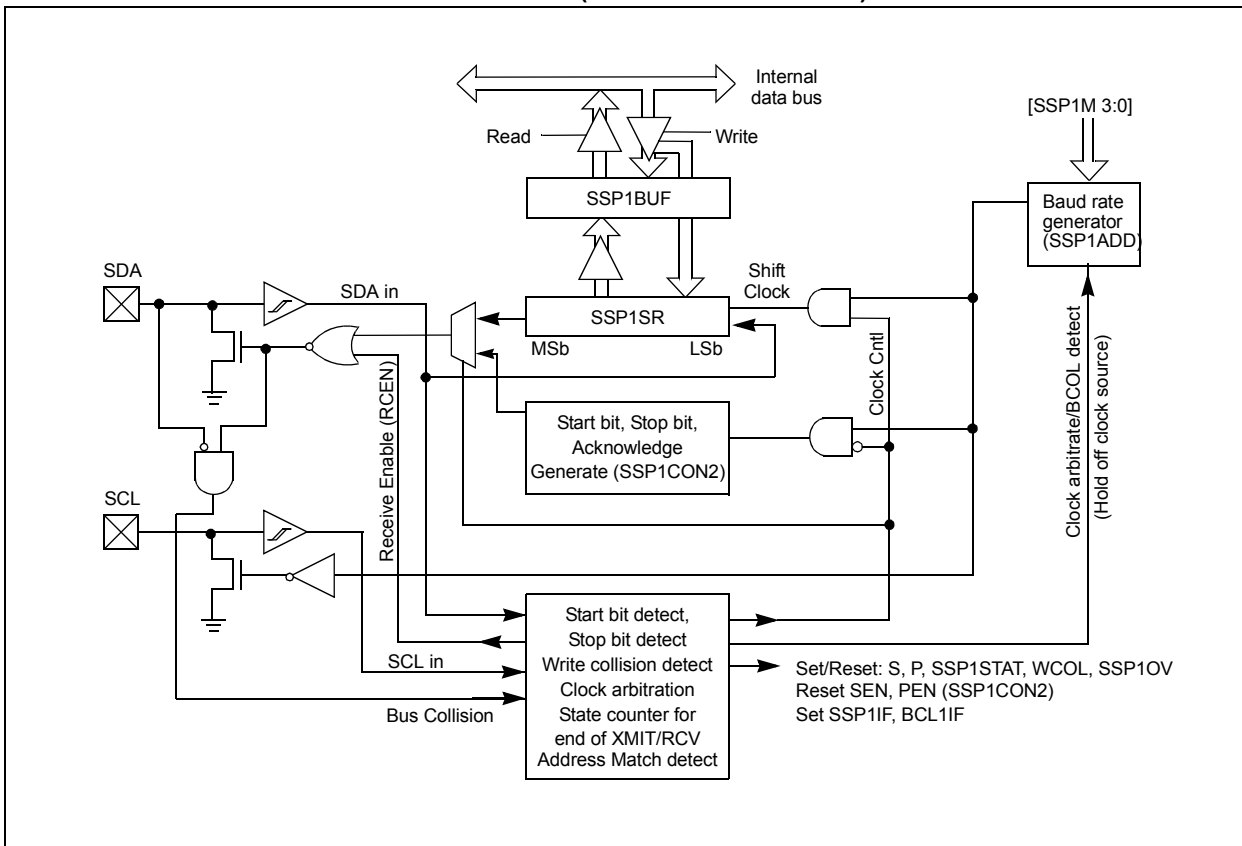 Internal
data bus
[SSP1M 3:0]
Read
Write
SSP1BUF
Baud rate
generator
(SSP1ADD)
SDA
SDA in
Shift
Clock
SSP1SR
MSb
LSb
Clock Cntl
Clock arbitrate/BCOL detect
(Hold off clock source)
Receive Enable (RCEN)
Start bit, Stop bit,
Acknowledge
Generate (SSP1CON2)
SCL
SCL in
Bus Collision
Start bit detect,
Stop bit detect
Write collision detect
Clock arbitration
State counter for
end of XMIT/RCV
Address Match detect
Set/Reset: S, P, SSP1STAT, WCOL, SSP1OV
Reset SEN, PEN (SSP1CON2)
Set SSP1IF, BCL1IF